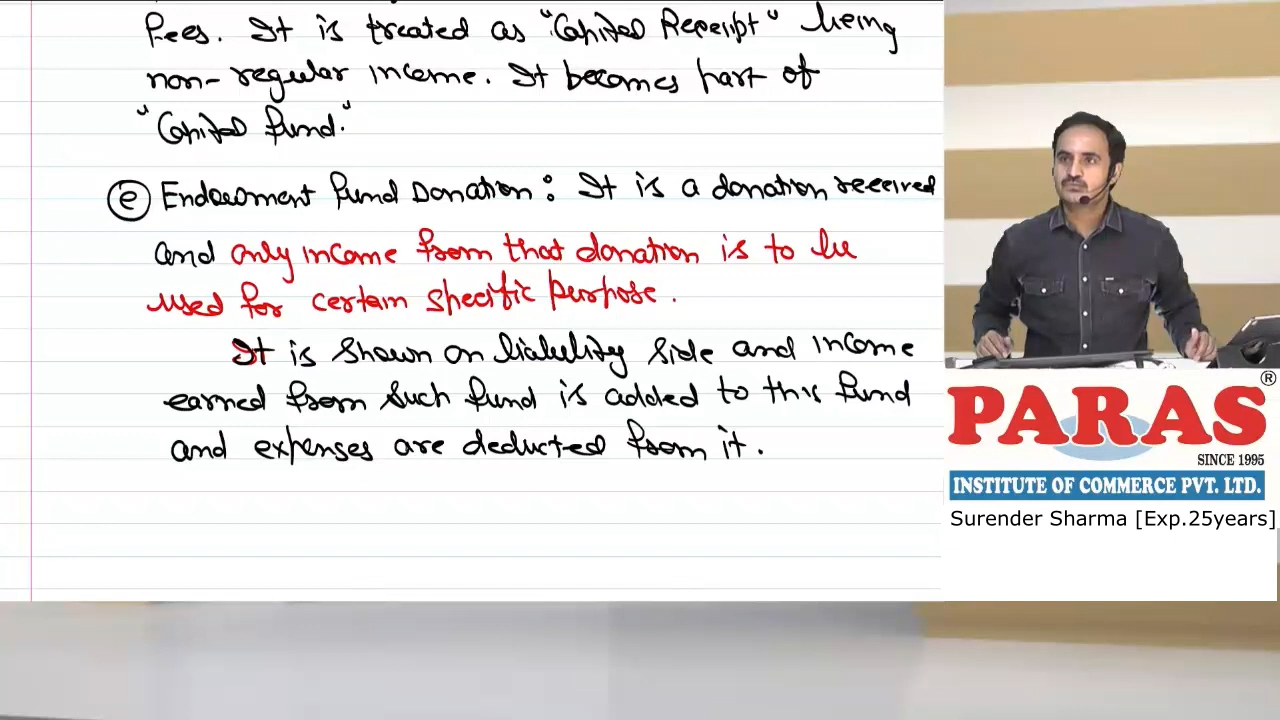 Fees. It is treated as "Capital Receipt" being
non-regular income. It becomes part of
"Capital fund."
(e) Endowment Fund Donation: It is a donation received
and only income from that donation is to be
used for certain specific purpose.
It is shown on liability side and income
earned from such fund is added to this fund
and expenses are deducted from it.
PARAS®
SINCE 1995
INSTITUTE OF COMMERCE PVT. LTD.
Surender Sharma [Exp.25years]